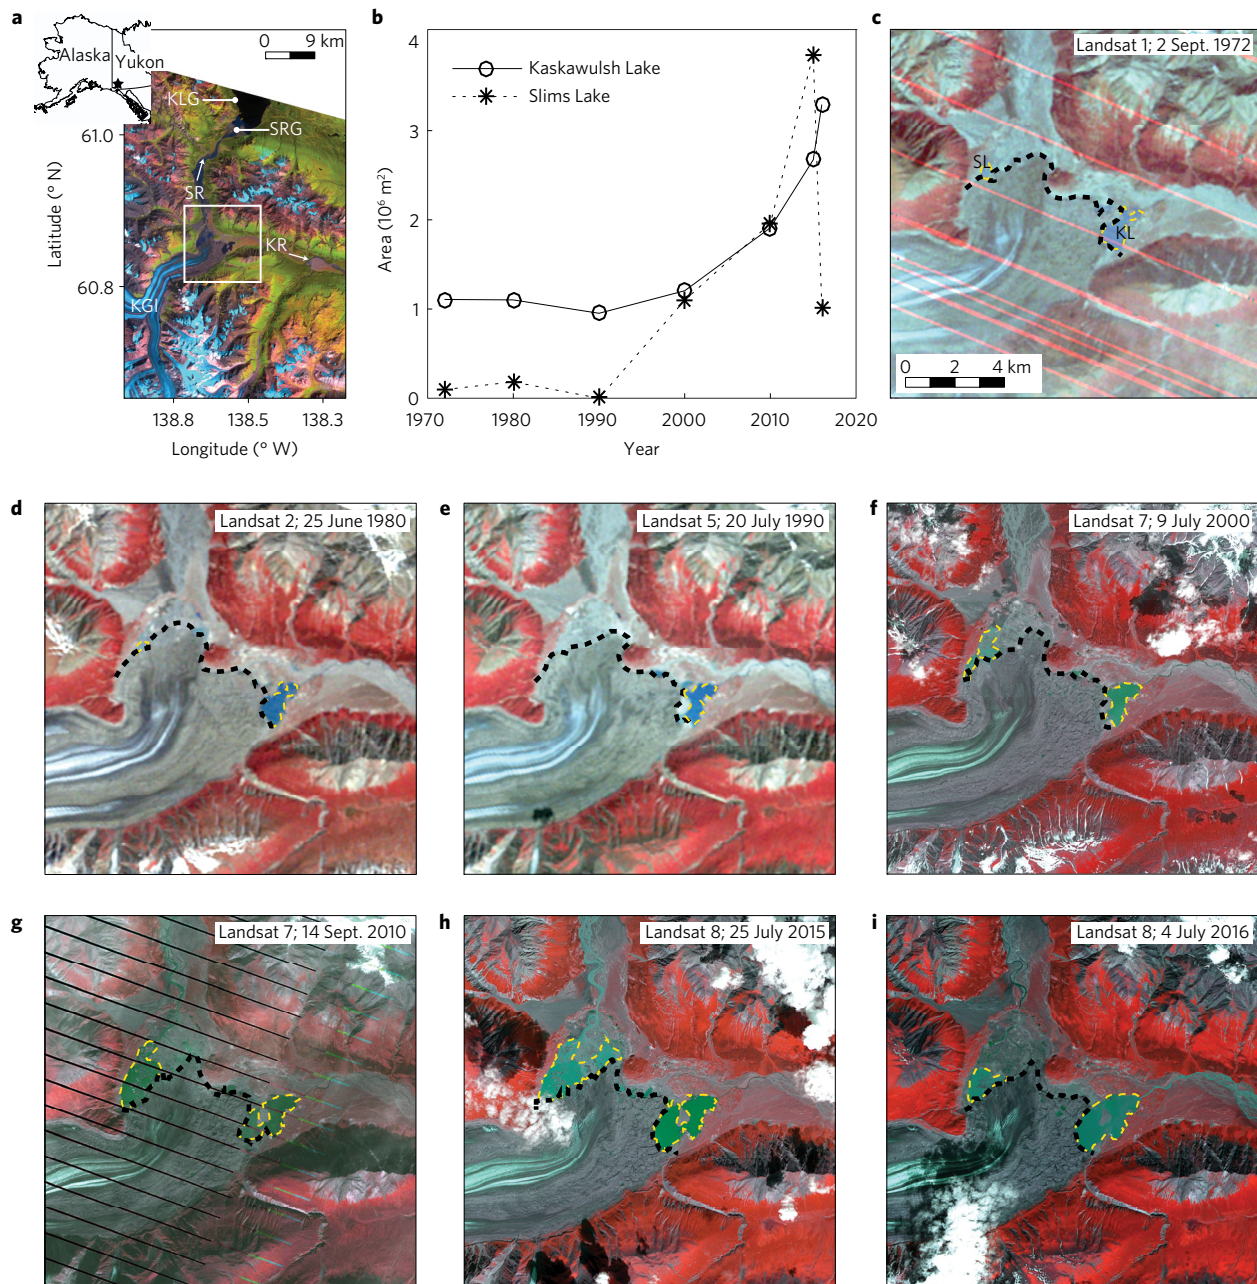 a
Alaska
Yukon
0 9 km
KLG
SRG
61.0
SR
KR
60.8
KGI
Latitude (° N)
138.8 138.5 138.3
Longitude (° W)
b
4
3
2
1
0
Area (10⁶ m²)
Kaskawulsh Lake
Slims Lake
1970 1980 1990 2000 2010 2020
Year
c
Landsat 1; 2 Sept. 1972
SL
KL
0 2 4 km
d
Landsat 2; 25 June 1980
e
Landsat 5; 20 July 1990
f
Landsat 7; 9 July 2000
g
Landsat 7; 14 Sept. 2010
h
Landsat 8; 25 July 2015
i
Landsat 8; 4 July 2016